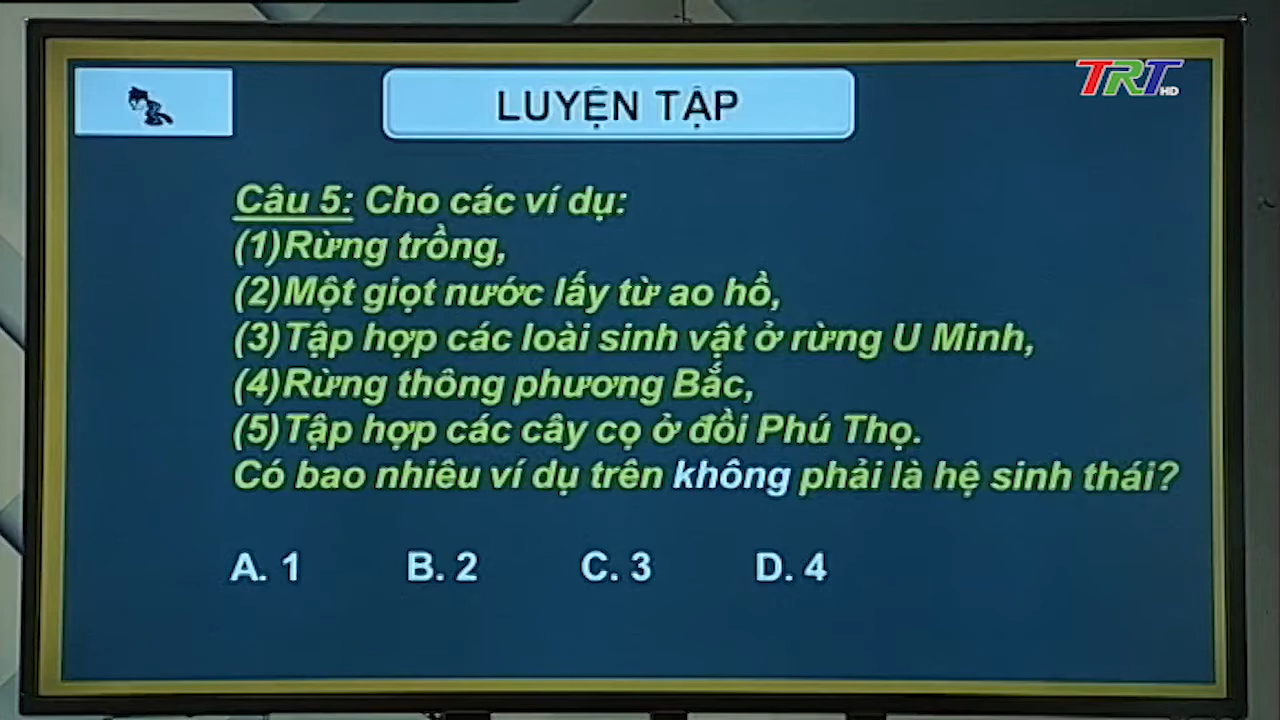 TRT HD
LUYỆN TẬP
Câu 5: Cho các ví dụ:
(1)Rừng trồng,
(2)Một giọt nước lấy từ ao hồ,
(3)Tập hợp các loài sinh vật ở rừng U Minh,
(4)Rừng thông phương Bắc,
(5)Tập hợp các cây cọ ở đồi Phú Thọ.
Có bao nhiêu ví dụ trên không phải là hệ sinh thái?
A. 1 B. 2 C. 3 D. 4